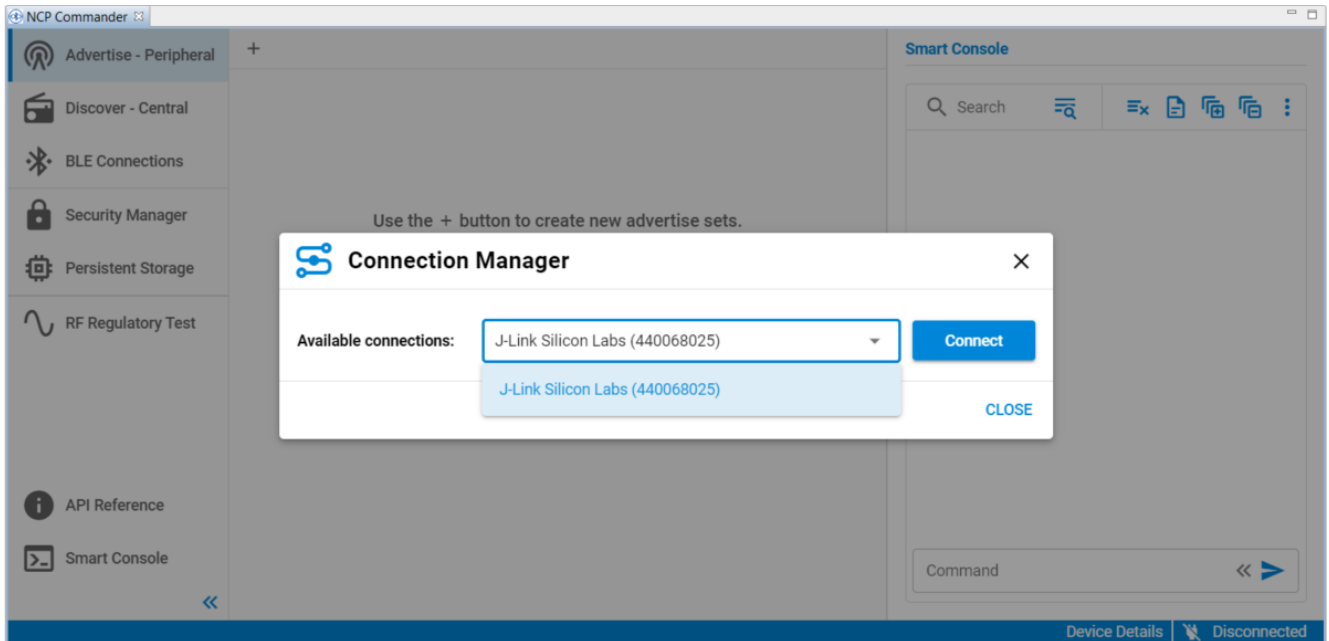 NCP Commander
Advertise - Peripheral
+
Smart Console
Discover - Central
Search
BLE Connections
Security Manager
Use the + button to create new advertise sets.
Connection Manager
Persistent Storage
RF Regulatory Test
Available connections:
J-Link Silicon Labs (440068025)
Connect
J-Link Silicon Labs (440068025)
CLOSE
API Reference
Smart Console
Command
Device Details
Disconnected